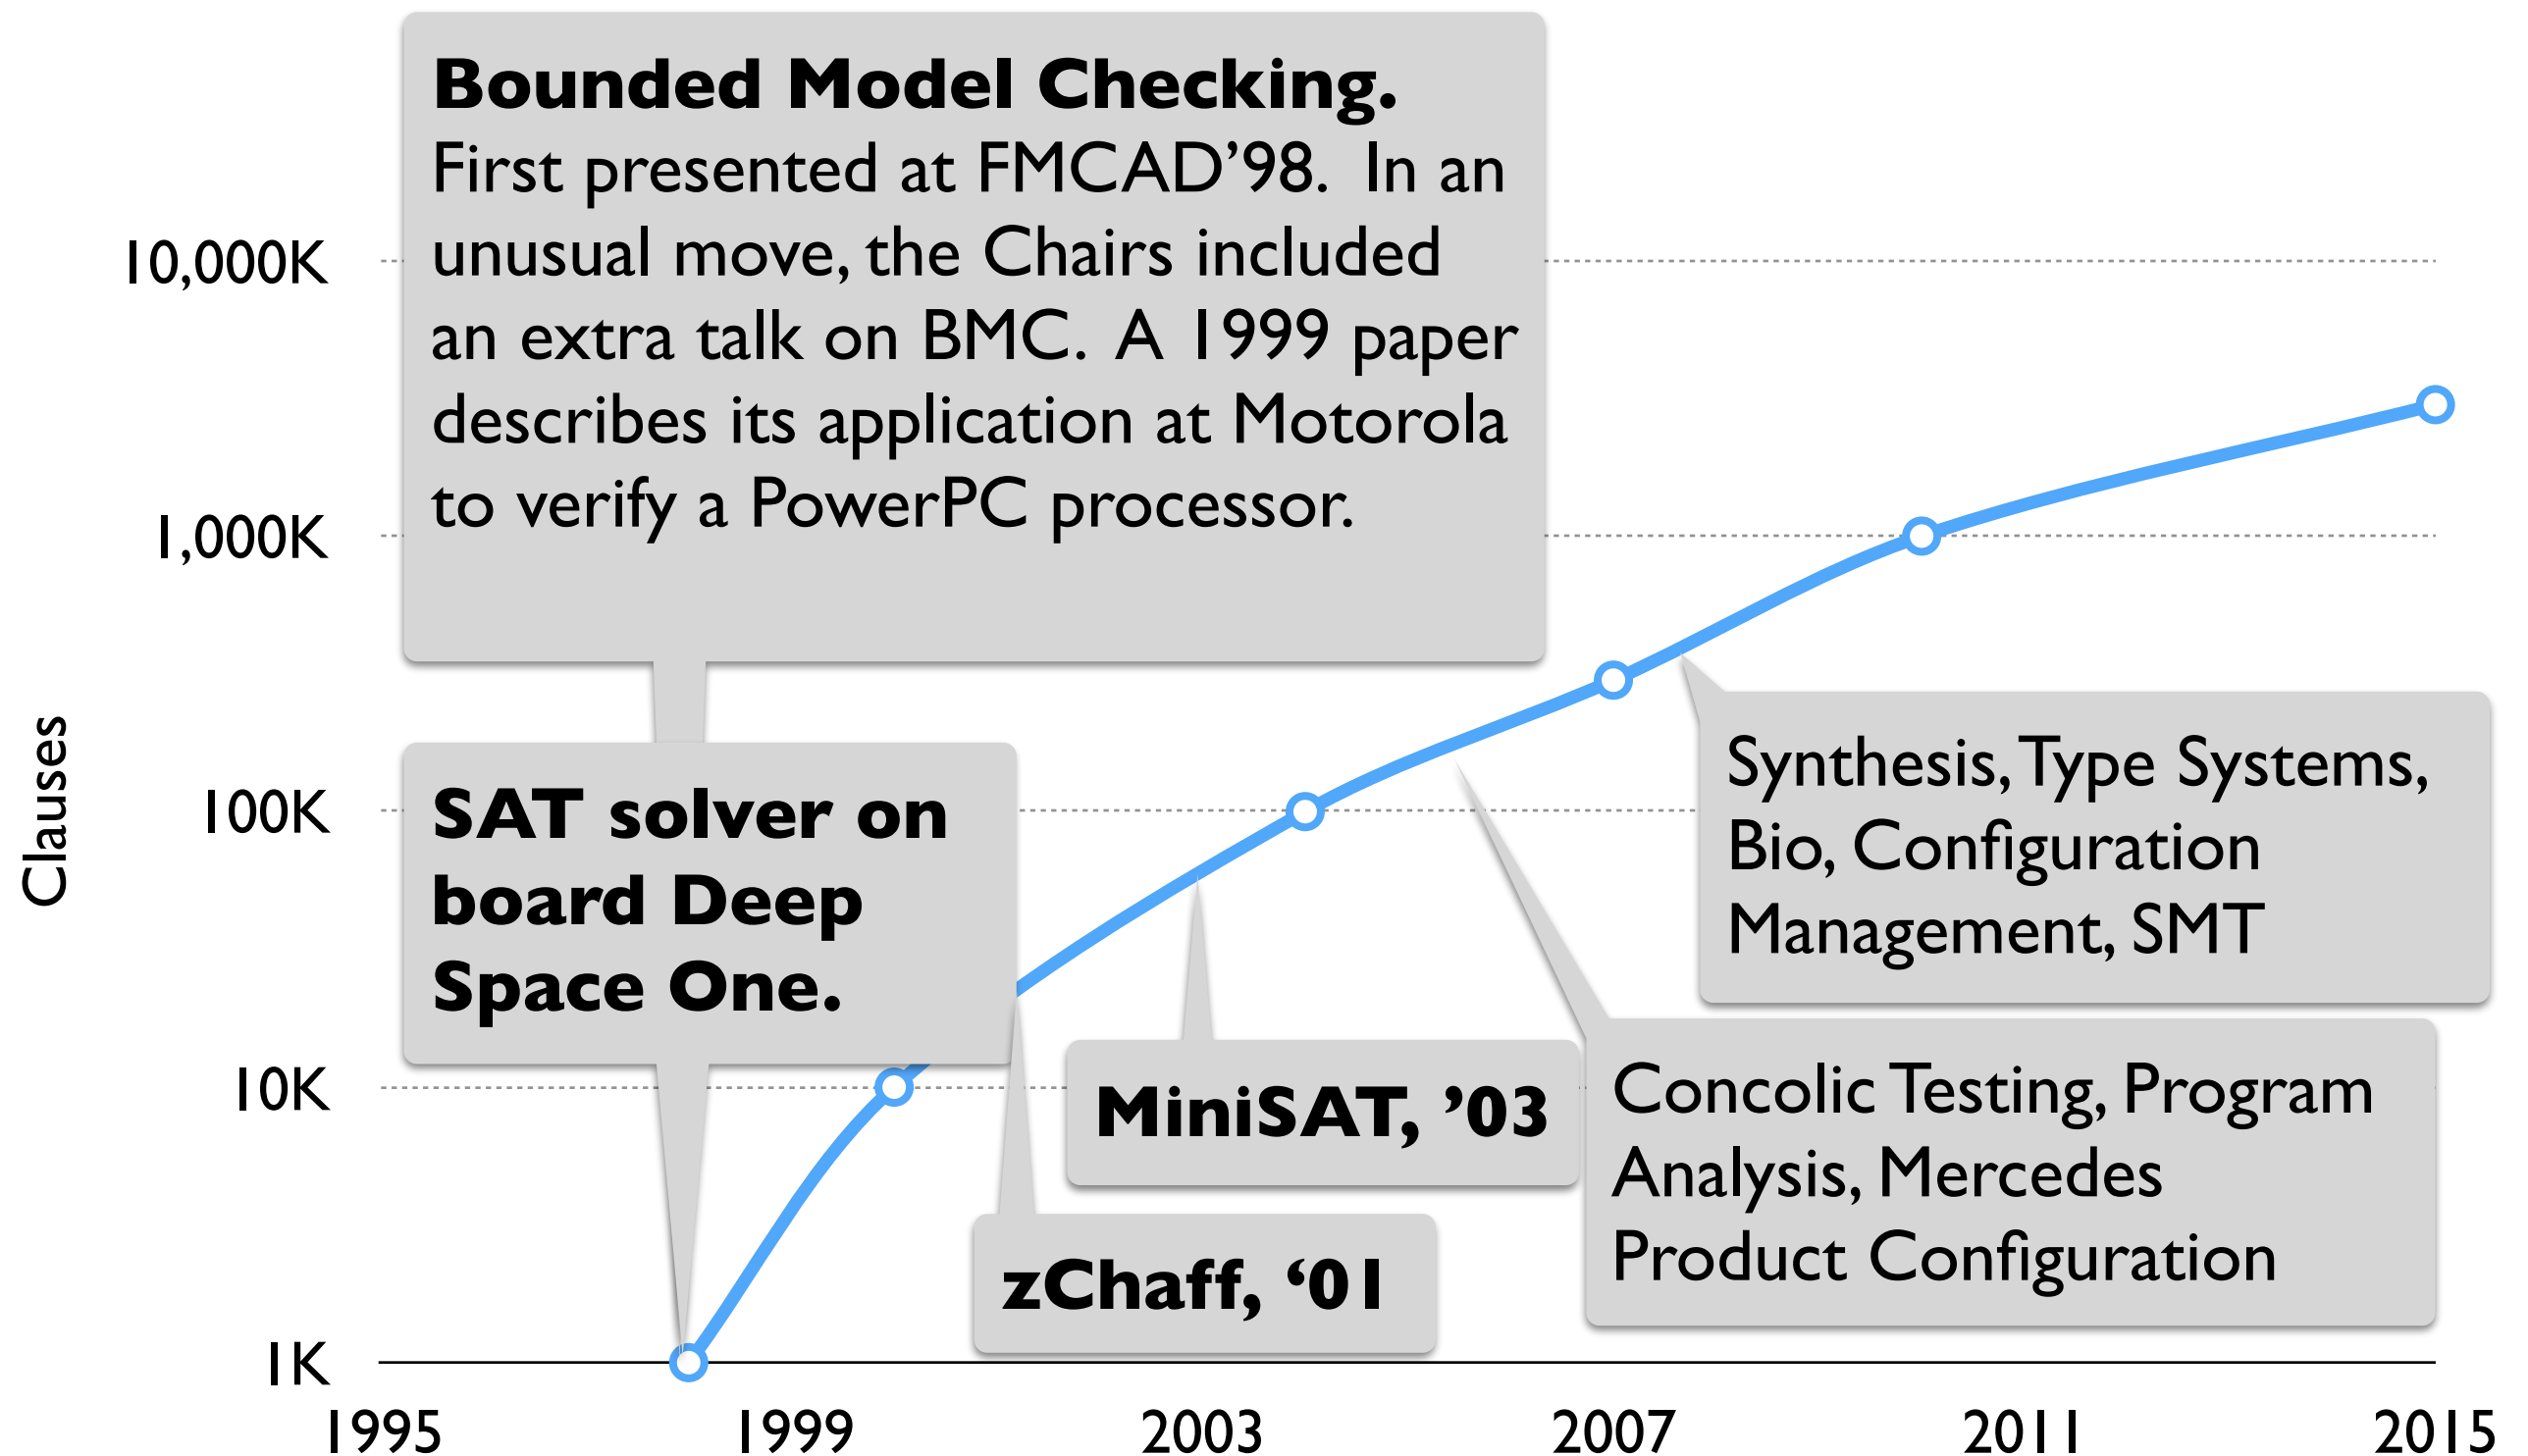 Bounded Model Checking.
First presented at FMCAD’98. In an
unusual move, the Chairs included
an extra talk on BMC. A 1999 paper
describes its application at Motorola
to verify a PowerPC processor.
10,000K
1,000K
100K
10K
1K
Clauses
SAT solver on
board Deep
Space One.
Synthesis, Type Systems,
Bio, Configuration
Management, SMT
MiniSAT, ’03
Concolic Testing, Program
Analysis, Mercedes
Product Configuration
zChaff, ‘01
1995
1999
2003
2007
2011
2015